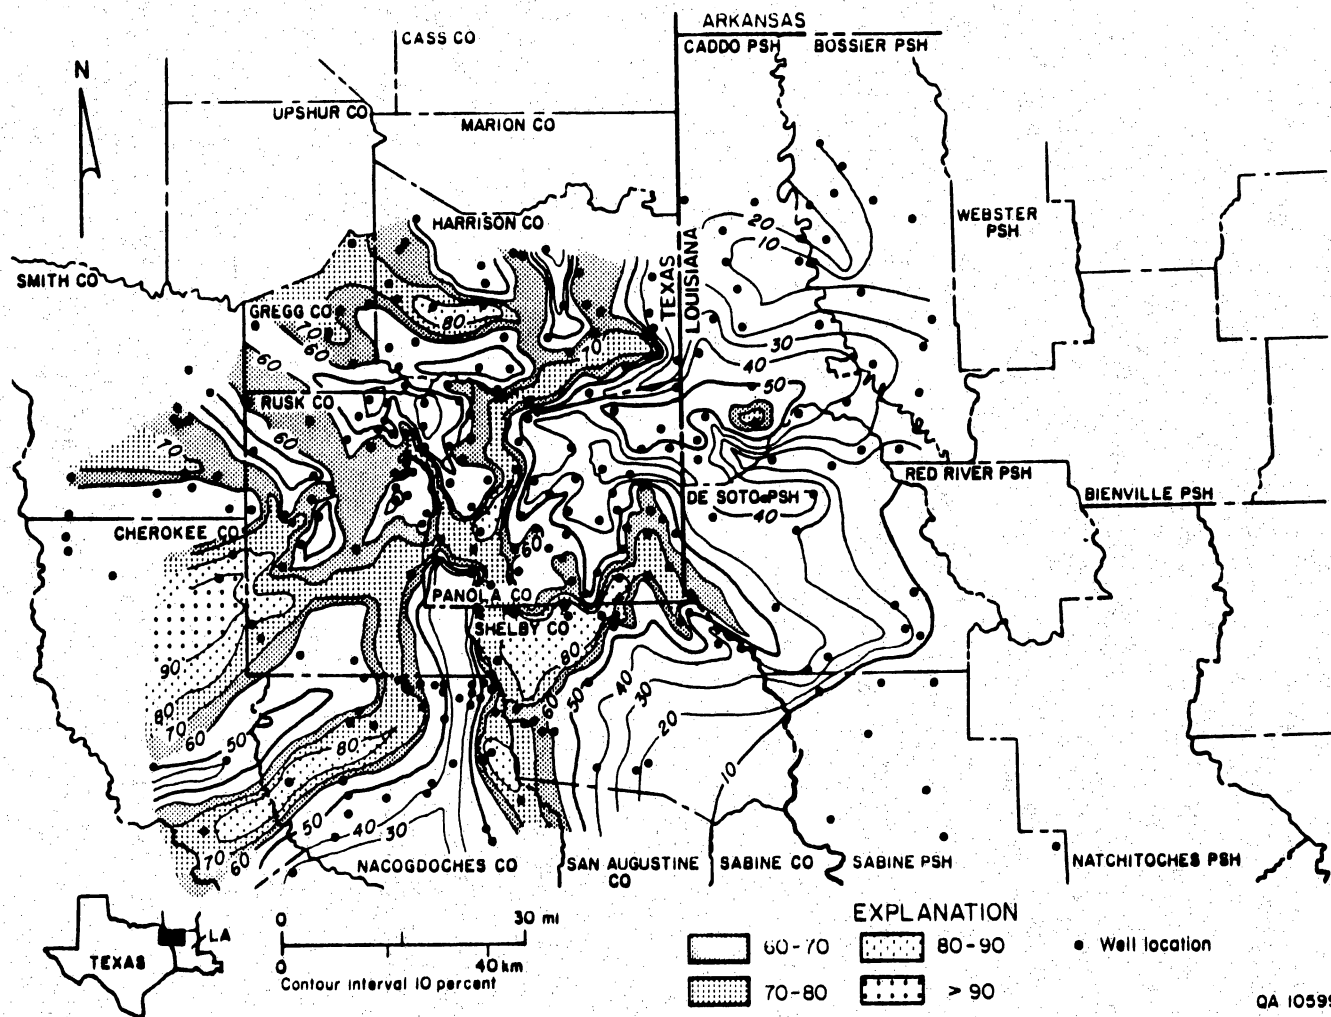 ARKANSAS
CASS CO
CADDO PSH
BOSSIER PSH
N
UPSHUR CO
MARION CO
HARRISON CO
WEBSTER
PSH
20
10
SMITH CO
TEXAS
LOUISIANA
GREGG CO
80
70
60
70
30
60
40
50
RUSK CO
60
70
RED RIVER PSH
DE SOTO PSH
BIENVILLE PSH
40
CHEROKEE CO
60
PANOLA CO
SHELBY CO
80
90
40
30
50
60
20
80
70
60
50
80
10
50
40
30
70
60
NACOGDOCHES CO
SAN AUGUSTINE
CO
SABINE CO
SABINE PSH
NATCHITOCHES PSH
TEXAS
LA
0
30 mi
0
40 km
Contour interval 10 percent
EXPLANATION
60-70
80-90
Well location
70-80
> 90
QA 10599